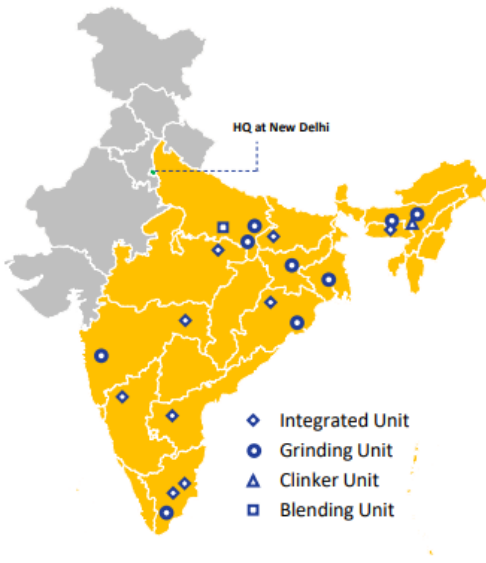 HQ at New Delhi
Integrated Unit
Grinding Unit
Clinker Unit
Blending Unit